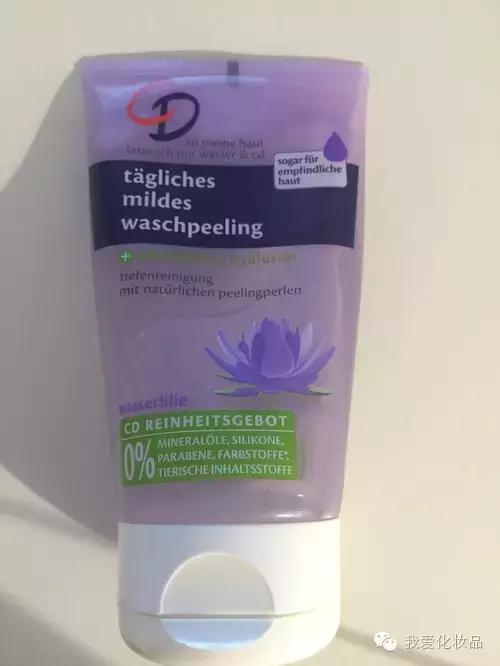 CD
an meine haut
lasse ich nur wasser & cd
sogar für
empfindliche
haut
tägliches
mildes
waschpeeling
hyaluron
tiefenreinigung
mit natürlichen peelingperlen
wasserlilie
CD REINHEITSGEBOT
0% MINERALÖLE, SILIKONE,
PARABENE, FARBSTOFFE*,
TIERISCHE INHALTSSTOFFE
我爱化妆品